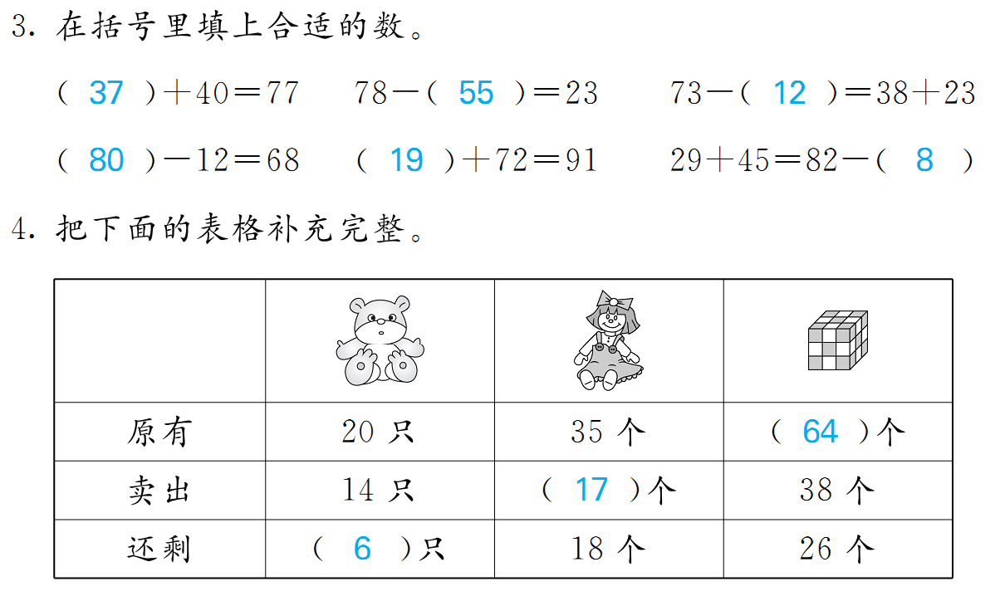 3. 在括号里填上合适的数。
( 37 )+40=77 78-( 55 )=23 73-( 12 )=38+23
( 80 )-12=68 ( 19 )+72=91 29+45=82-( 8 )
4. 把下面的表格补充完整。
原有 20 只 35 个 ( 64 )个
卖出 14 只 ( 17 )个 38 个
还剩 ( 6 )只 18 个 26 个